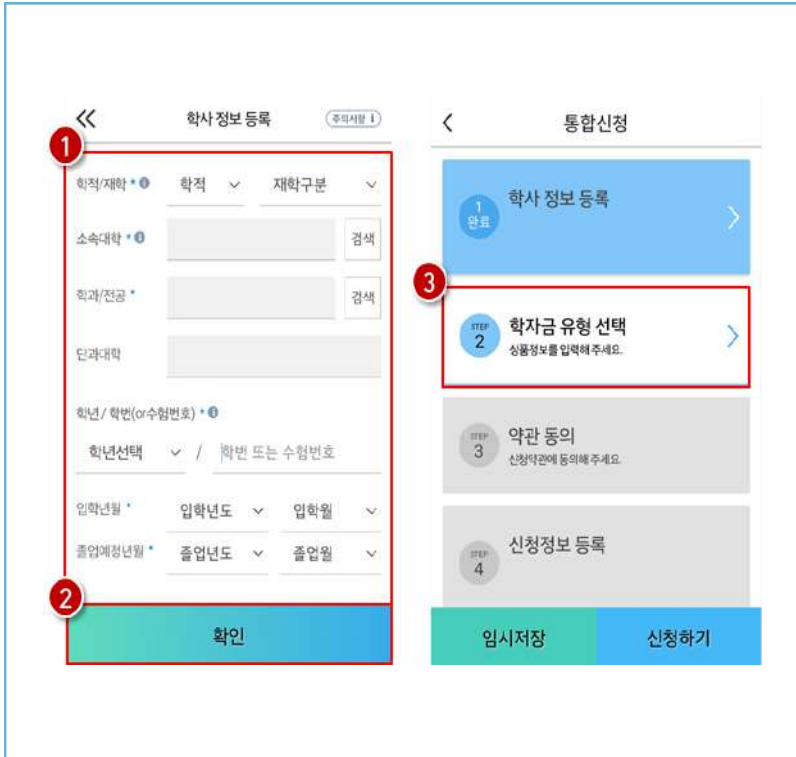 학사 정보 등록 주의사항 i
1
학적/재학 * 학적 재학구분
소속대학 * 검색
학과/전공 * 검색
단과대학
학년 / 학번(or수험번호) *
학년선택 / 학번 또는 수험번호
입학년월 * 입학년도 입학월
졸업예정년월 * 졸업년도 졸업월
2
확인
통합신청
1
완료
학사 정보 등록
3
STEP
2
학자금 유형 선택
상품정보를 입력해 주세요.
STEP
3
약관 동의
신청약관에 동의해 주세요.
STEP
4
신청정보 등록
임시저장 신청하기